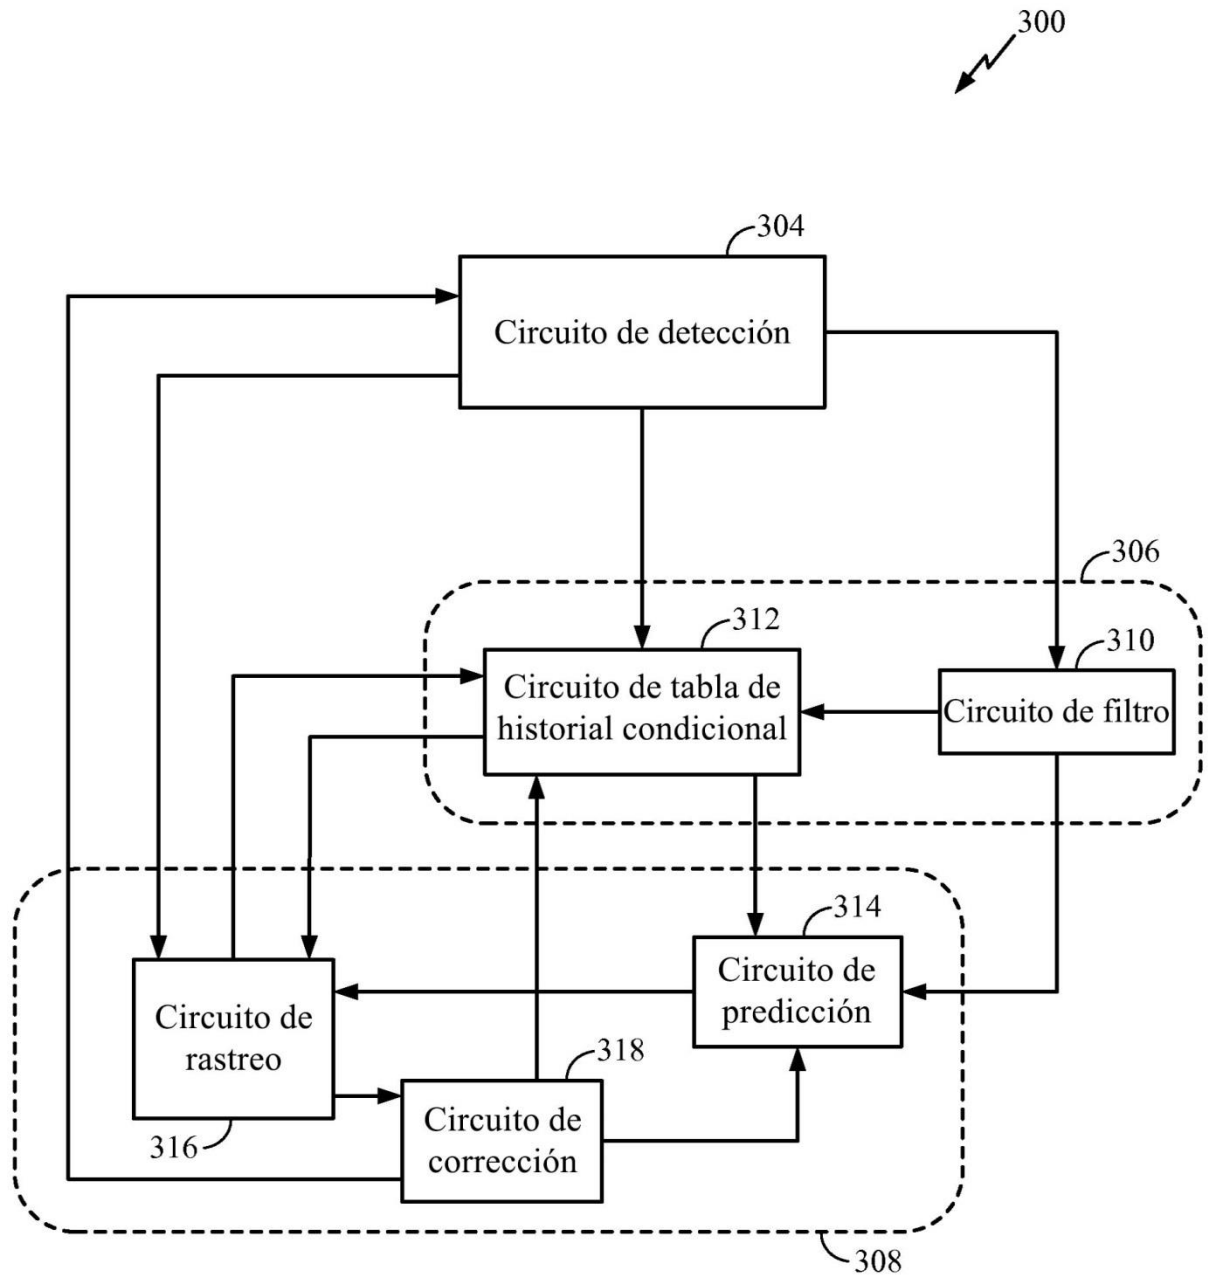 300
304
Circuito de detección
306
312
310
Circuito de tabla de
historial condicional
Circuito de filtro
314
Circuito de
predicción
Circuito de
rastreo
318
316
Circuito de
corrección
308